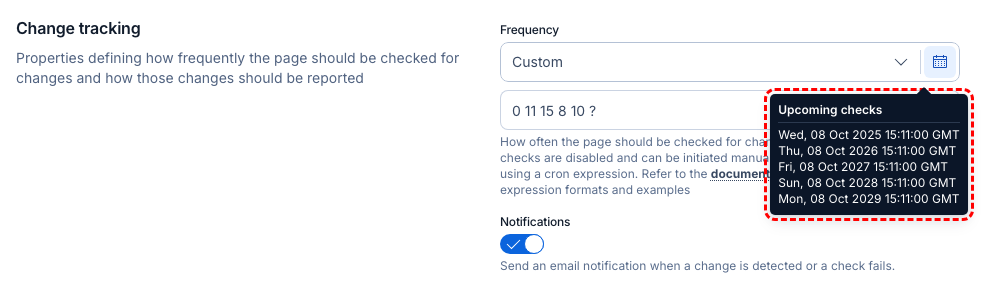 Change tracking
Properties defining how frequently the page should be checked for
changes and how those changes should be reported
Frequency
Custom
0 11 15 8 10 ?
How often the page should be checked for
checks are disabled and can be initiated
using a cron expression. Refer to the
expression formats and examples
Upcoming checks
Wed, 08 Oct 2025 15:11:00 GMT
Thu, 08 Oct 2026 15:11:00 GMT
Fri, 08 Oct 2027 15:11:00 GMT
Sun, 08 Oct 2028 15:11:00 GMT
Mon, 08 Oct 2029 15:11:00 GMT
Notifications
Send an email notification when a change is detected or a check fails.